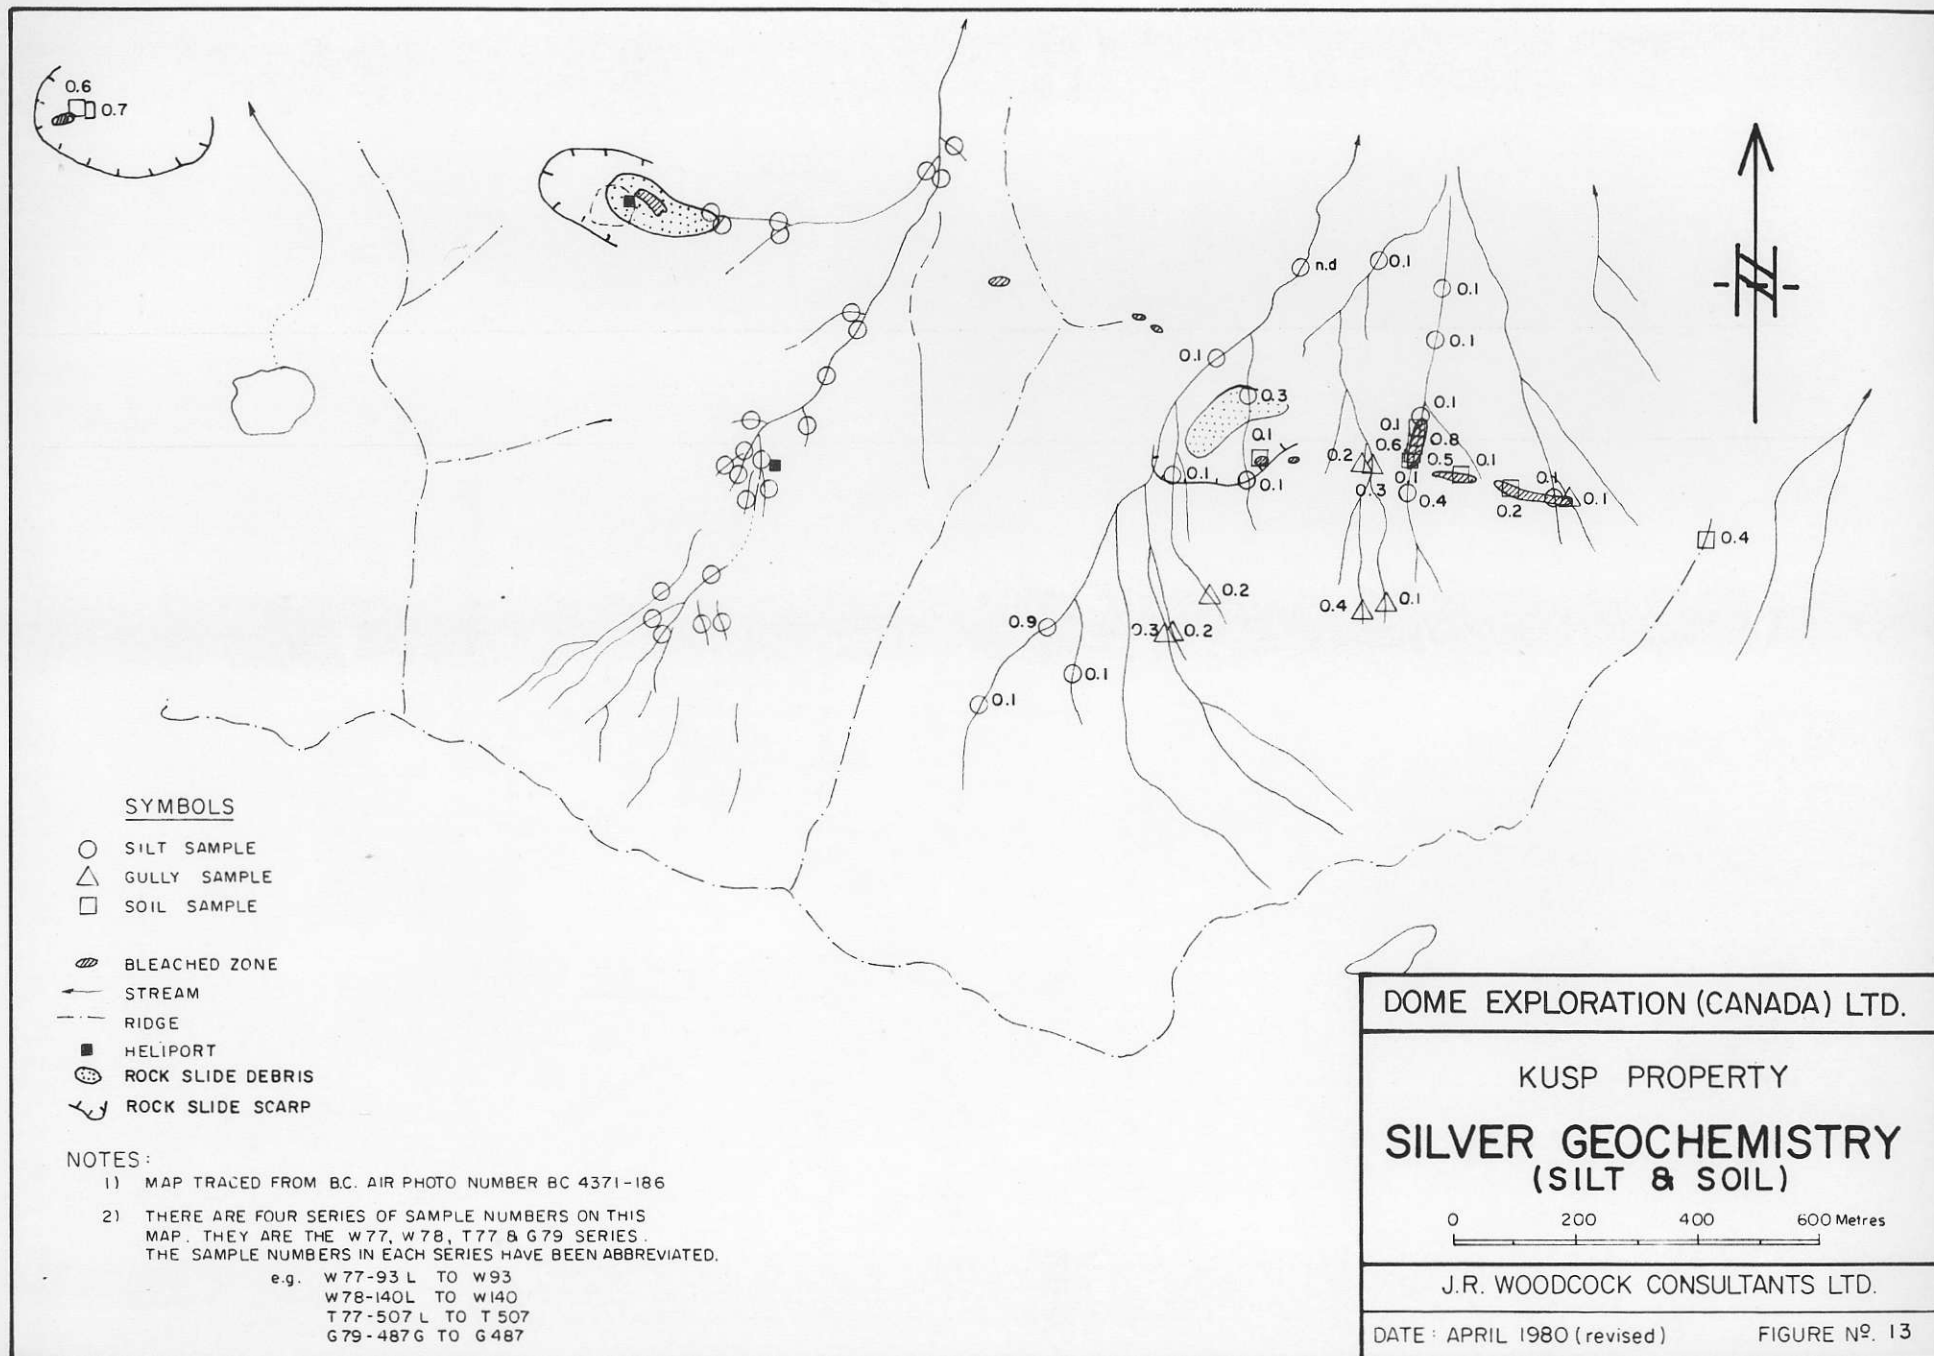 0.6
0.7
n.d
0.1
0.1
0.1
0.1
0.3
0.1
0.1
0.1
0.8
0.6
0.5
0.2
0.1
0.1
0.1
0.1
0.3
0.1
0.4
0.2
0.1
0.4
0.2
0.4
0.1
0.9
0.3
0.2
0.1
0.1
SYMBOLS
SILT SAMPLE
GULLY SAMPLE
SOIL SAMPLE
BLEACHED ZONE
STREAM
RIDGE
HELIPORT
ROCK SLIDE DEBRIS
ROCK SLIDE SCARP
NOTES:
1) MAP TRACED FROM B.C. AIR PHOTO NUMBER BC 4371-186
2) THERE ARE FOUR SERIES OF SAMPLE NUMBERS ON THIS
MAP. THEY ARE THE W77, W78, T77 & G79 SERIES.
THE SAMPLE NUMBERS IN EACH SERIES HAVE BEEN ABBREVIATED.
e.g. W77-93 L TO W93
W78-140L TO W140
T77-507 L TO T507
G79-487G TO G487
DOME EXPLORATION (CANADA) LTD.
KUSP PROPERTY
SILVER GEOCHEMISTRY
(SILT & SOIL)
0 200 400 600 Metres
J.R. WOODCOCK CONSULTANTS LTD.
DATE: APRIL 1980 (revised) FIGURE Nº. 13